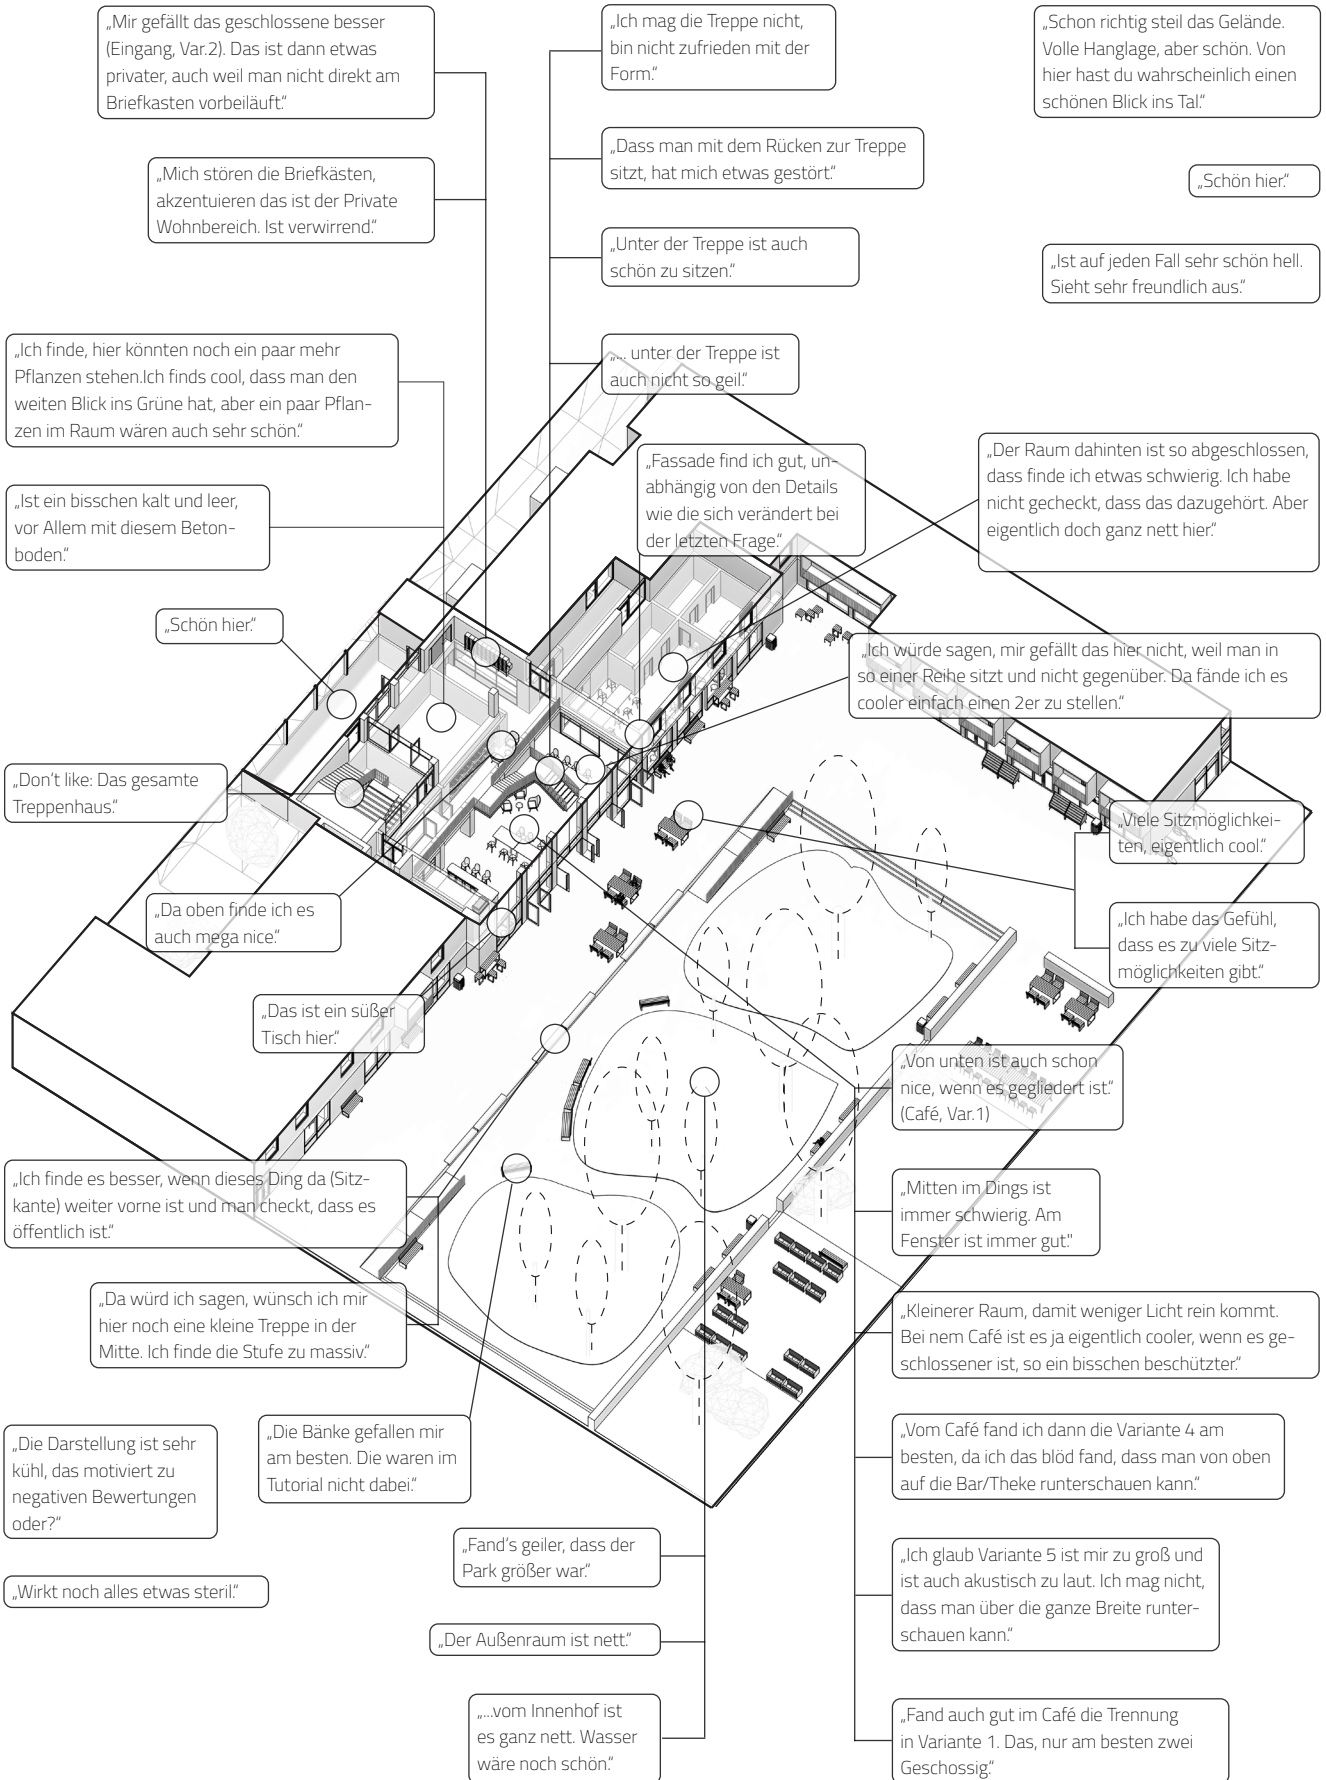 „Mir gefällt das geschlossene besser
(Eingang, Var.2). Das ist dann etwas
privater, auch weil man nicht direkt am
Briefkasten vorbeiläuft.“
„Ich mag die Treppe nicht,
bin nicht zufrieden mit der
Form.“
„Schon richtig steil das Gelände.
Volle Hanglage, aber schön. Von
hier hast du wahrscheinlich einen
schönen Blick ins Tal.“
„Dass man mit dem Rücken zur Treppe
sitzt, hat mich etwas gestört.“
„Mich stören die Briefkästen,
akzentuieren das ist der Private
Wohnbereich. Ist verwirrend.“
„Schön hier.“
„Unter der Treppe ist auch
schön zu sitzen.“
„Ist auf jeden Fall sehr schön hell.
Sieht sehr freundlich aus.“
„Ich finde, hier könnten noch ein paar mehr
Pflanzen stehen.Ich finds cool, dass man den
weiten Blick ins Grüne hat, aber ein paar Pflan-
zen im Raum wären auch sehr schön.“
„... unter der Treppe ist
auch nicht so geil.“
„Fassade find ich gut, un-
abhängig von den Details
wie die sich verändert bei
der letzten Frage.“
„Der Raum dahinten ist so abgeschlossen,
dass finde ich etwas schwierig. Ich habe
nicht gecheckt, dass das dazugehört. Aber
eigentlich doch ganz nett hier.“
„Ist ein bisschen kalt und leer,
vor Allem mit diesem Beton-
boden.“
„Schön hier.“
„Ich würde sagen, mir gefällt das hier nicht, weil man in
so einer Reihe sitzt und nicht gegenüber. Da fände ich es
cooler einfach einen 2er zu stellen.“
„Don't like: Das gesamte
Treppenhaus.“
„Viele Sitzmöglichkei-
ten, eigentlich cool.“
„Da oben finde ich es
auch mega nice.“
„Ich habe das Gefühl,
dass es zu viele Sitz-
möglichkeiten gibt.“
„Das ist ein süßer
Tisch hier.“
„Von unten ist auch schon
nice, wenn es gegliedert ist.“
(Café, Var.1)
„Ich finde es besser, wenn dieses Ding da (Sitz-
kante) weiter vorne ist und man checkt, dass es
öffentlich ist.“
„Mitten im Dings ist
immer schwierig. Am
Fenster ist immer gut."
„Da würd ich sagen, wünsch ich mir
hier noch eine kleine Treppe in der
Mitte. Ich finde die Stufe zu massiv.“
„Kleinerer Raum, damit weniger Licht rein kommt.
Bei nem Café ist es ja eigentlich cooler, wenn es ge-
schlossener ist, so ein bisschen beschützter.“
„Die Darstellung ist sehr
kühl, das motiviert zu
negativen Bewertungen
oder?“
„Die Bänke gefallen mir
am besten. Die waren im
Tutorial nicht dabei.“
„Vom Café fand ich dann die Variante 4 am
besten, da ich das blöd fand, dass man von oben
auf die Bar/Theke runterschauen kann.“
„Fand's geiler, dass der
Park größer war.“
„Ich glaub Variante 5 ist mir zu groß und
ist auch akustisch zu laut. Ich mag nicht,
dass man über die ganze Breite runter-
schauen kann.“
„Wirkt noch alles etwas steril.“
„Der Außenraum ist nett.“
„...vom Innenhof ist
es ganz nett. Wasser
wäre noch schön.“
„Fand auch gut im Café die Trennung
in Variante 1. Das, nur am besten zwei
Geschossig.“